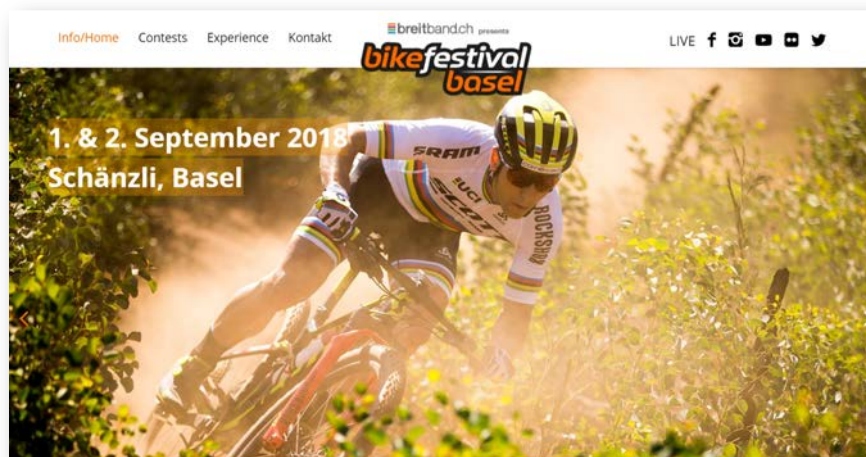 Info/Home Contests Experience Kontakt
breitband.ch presents
bikefestival
basel
LIVE
1. & 2. September 2018
Schänzli, Basel
SRAM
UCI
SCOTT
ROCKSHOX